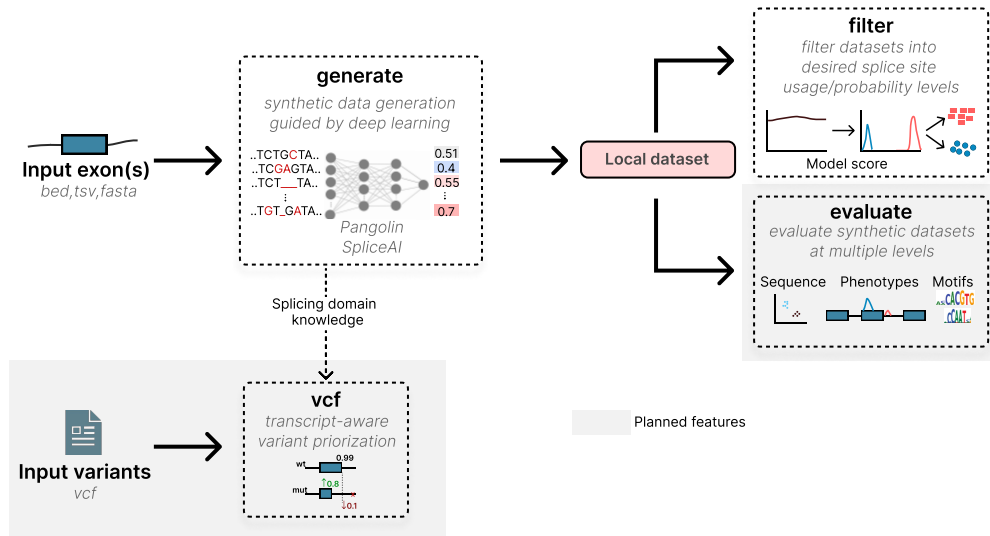 Input exon(s)
bed,tsv,fasta
generate
synthetic data generation
guided by deep learning
..TCTGCTA..
..TCGAGTA..
..TCT___TA..
⋮
..TGT_GATA..
0.51
0.4
0.55
⋮
0.7
Pangolin
SpliceAI
Local dataset
filter
filter datasets into
desired splice site
usage/probability levels
Model score
evaluate
evaluate synthetic datasets
at multiple levels
Sequence
Phenotypes
Motifs
CACGTG
CCAAT
Splicing domain
knowledge
Input variants
vcf
vcf
transcript-aware
variant priorization
wt
0.99
mut
↑0.8
x
↓0.1
Planned features